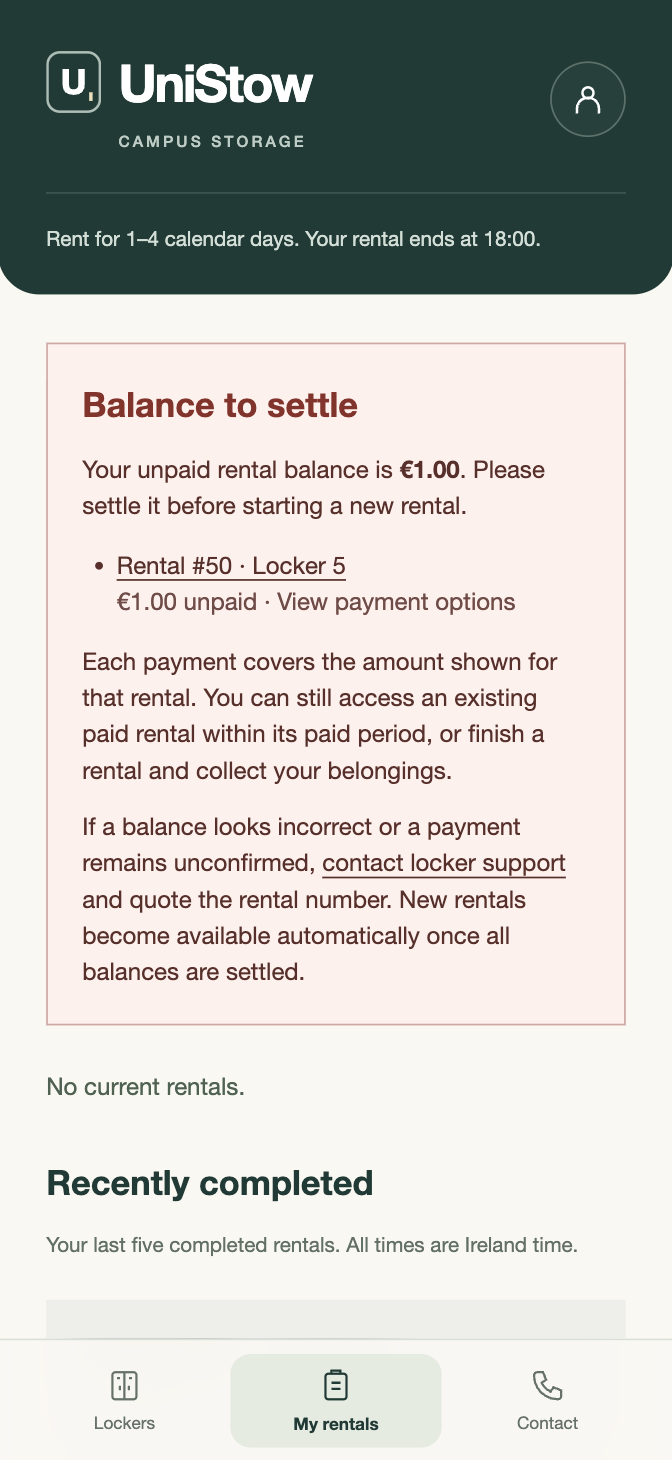 U,
UniStow
CAMPUS STORAGE
Rent for 1–4 calendar days. Your rental ends at 18:00.
Balance to settle
Your unpaid rental balance is €1.00. Please
settle it before starting a new rental.
• Rental #50 · Locker 5
€1.00 unpaid · View payment options
Each payment covers the amount shown for
that rental. You can still access an existing
paid rental within its paid period, or finish a
rental and collect your belongings.
If a balance looks incorrect or a payment
remains unconfirmed, contact locker support
and quote the rental number. New rentals
become available automatically once all
balances are settled.
No current rentals.
Recently completed
Your last five completed rentals. All times are Ireland time.
Lockers
My rentals
Contact